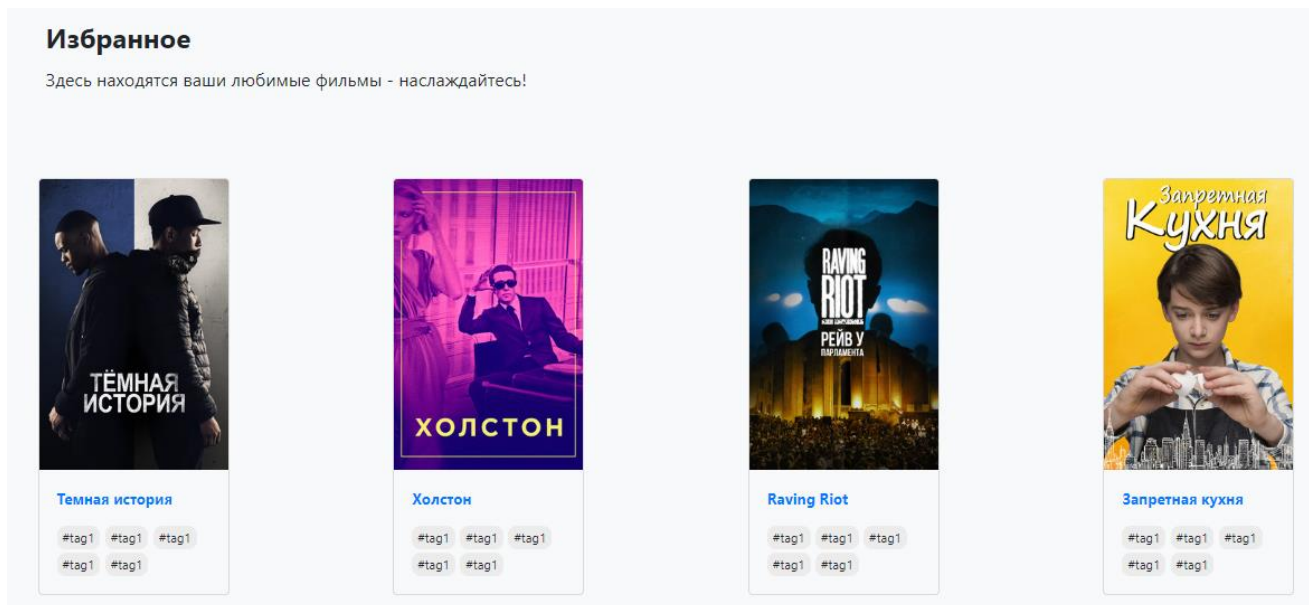 Избранное
Здесь находятся ваши любимые фильмы - наслаждайтесь!
ТЁМНАЯ
ИСТОРИЯ
Темная история
#tag1 #tag1 #tag1
#tag1 #tag1
ХОЛСТОН
Холстон
#tag1 #tag1 #tag1
#tag1 #tag1
RAVING
RIOT
РЕЙВ У
ПАРЛАМЕНТА
Raving Riot
#tag1 #tag1 #tag1
#tag1 #tag1
Запретная
Кухня
Запретная кухня
#tag1 #tag1 #tag1
#tag1 #tag1